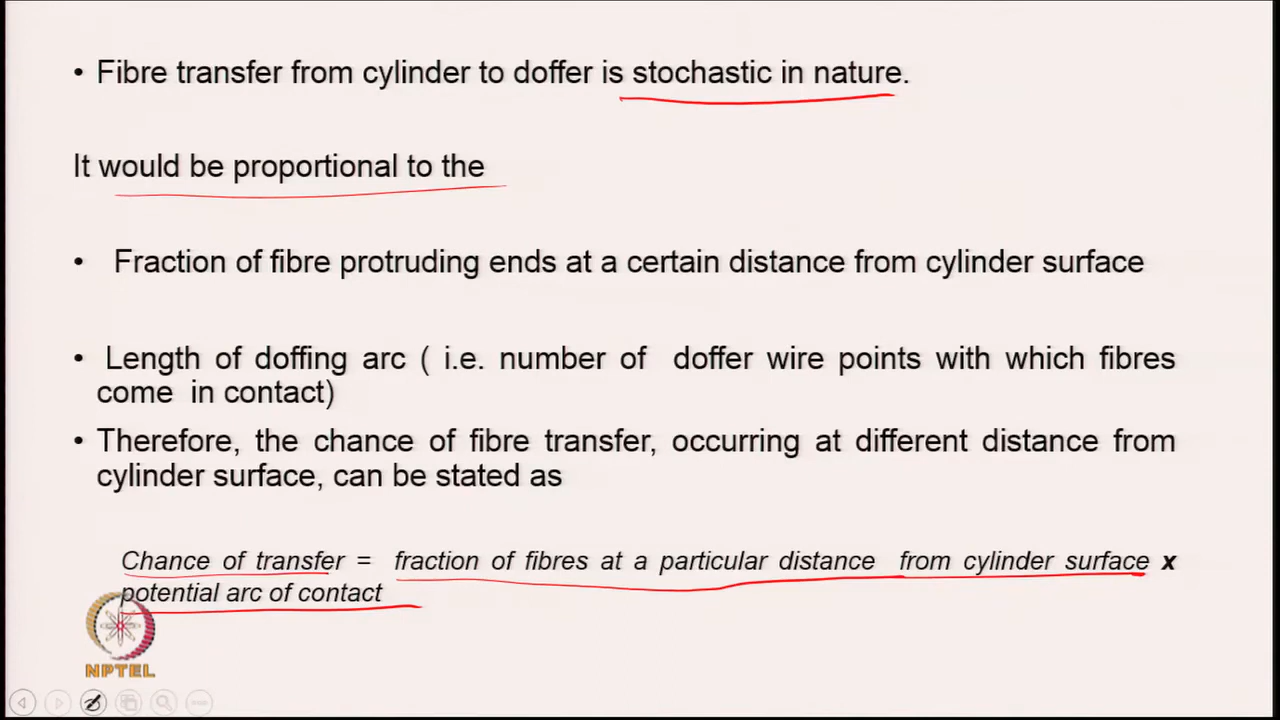 • Fibre transfer from cylinder to doffer is stochastic in nature.
It would be proportional to the
• Fraction of fibre protruding ends at a certain distance from cylinder surface
• Length of doffing arc ( i.e. number of doffer wire points with which fibres
come in contact)
• Therefore, the chance of fibre transfer, occurring at different distance from
cylinder surface, can be stated as
Chance of transfer = fraction of fibres at a particular distance from cylinder surface x
potential arc of contact
NPTEL